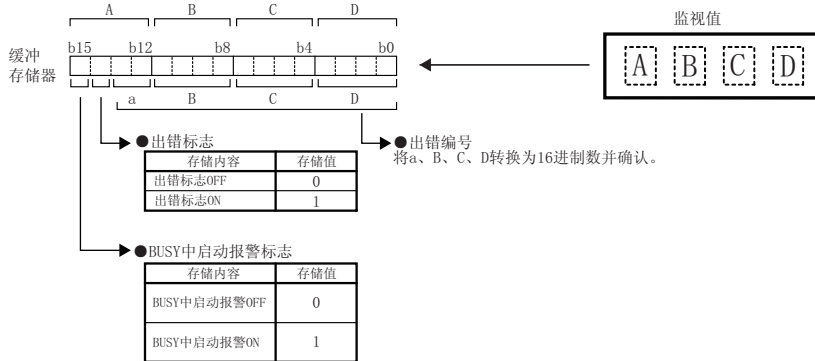 A B C D
监视值
缓冲
存储器
b15 b12 b8 b4 b0
A B C D
a B C D
●出错标志
存储内容 存储值
出错标志OFF 0
出错标志ON 1
●出错编号
将a、B、C、D转换为16进制数并确认。
●BUSY中启动报警标志
存储内容 存储值
BUSY中启动报警OFF 0
BUSY中启动报警ON 1